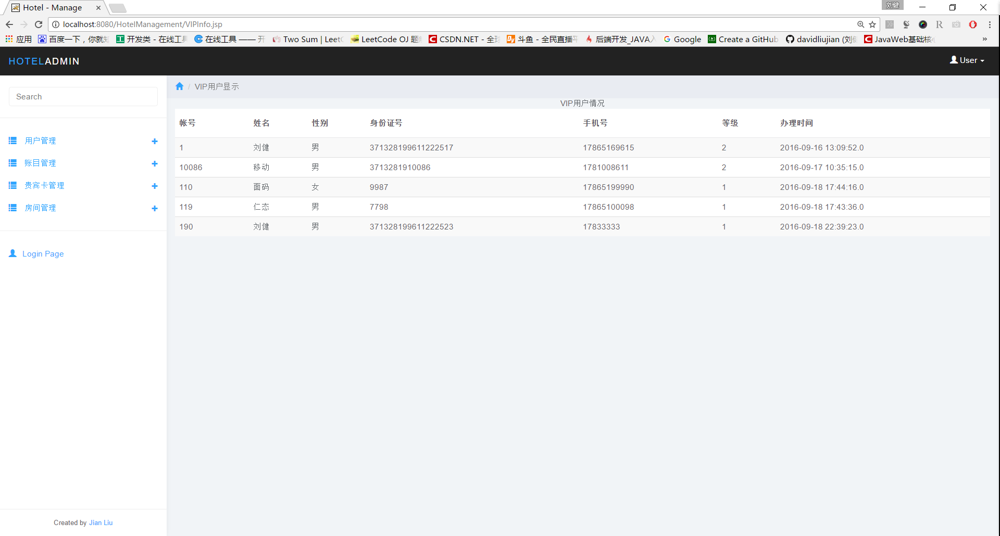 Hotel - Manage
刘健
localhost:8080/HotelManagement/VIPInfo.jsp
应用 百度一下，你就知 开发类 - 在线工具 在线工具 —— 开 Two Sum | LeetC LeetCode OJ 题 CSDN.NET - 全球 斗鱼 - 全民直播平 后端开发_JAVA入 Google Create a GitHub davidliujian (刘健 JavaWeb基础核心 »
HOTELADMIN User
Search
用户管理
账目管理
贵宾卡管理
房间管理
Login Page
Created by Jian Liu
/ VIP用户显示
VIP用户情况
帐号 姓名 性别 身份证号 手机号 等级 办理时间
1 刘健 男 371328199611222517 17865169615 2 2016-09-16 13:09:52.0
10086 移动 男 3713281910086 1781008611 2 2016-09-17 10:35:15.0
110 面码 女 9987 17865199990 1 2016-09-18 17:44:16.0
119 仁态 男 7798 17865100098 1 2016-09-18 17:43:36.0
190 刘健 男 371328199611222523 17833333 1 2016-09-18 22:39:23.0